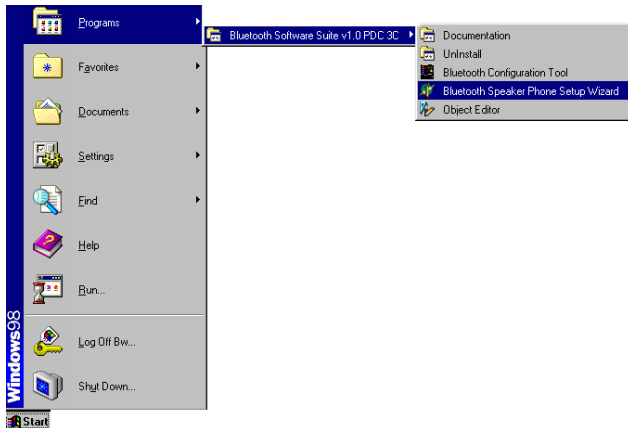 Programs
Favorites
Documents
Settings
Find
Help
Run...
Log Off Bw...
Shut Down...
Windows98
Start
Bluetooth Software Suite v1.0 PDC 3C
Documentation
UnInstall
Bluetooth Configuration Tool
Bluetooth Speaker Phone Setup Wizard
Object Editor